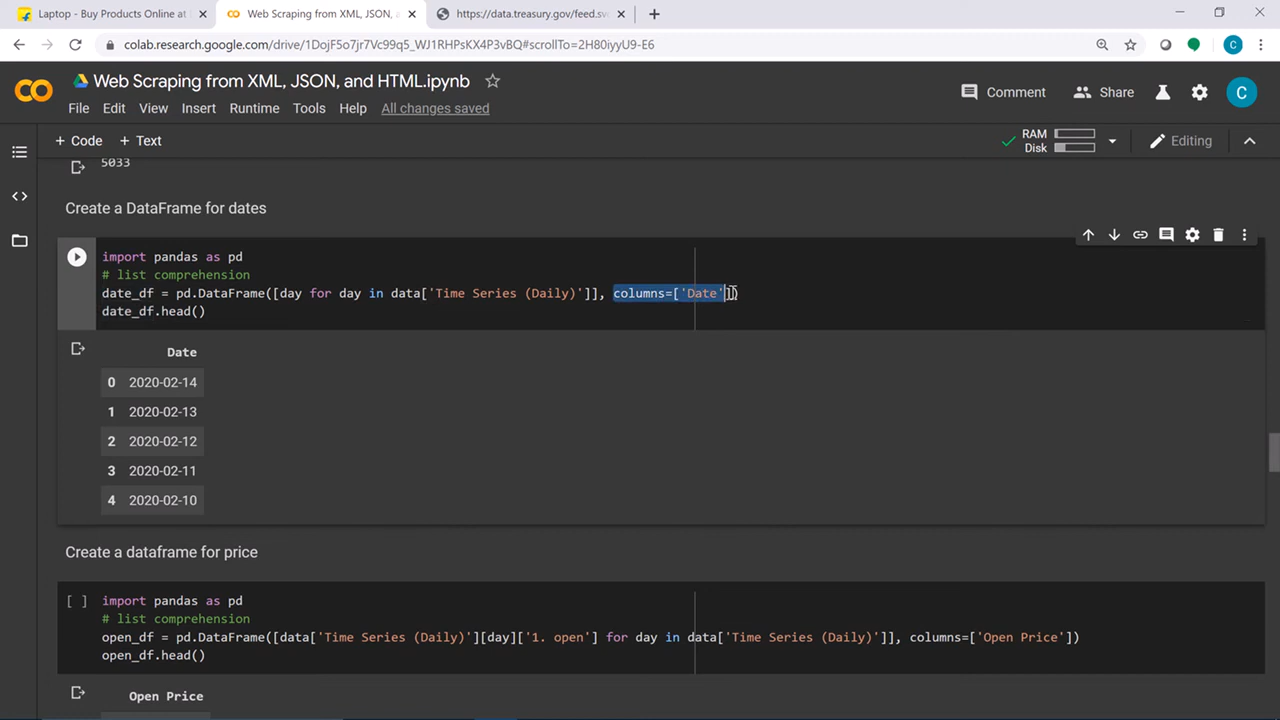 Laptop - Buy Products Online at
Web Scraping from XML, JSON, an
https://data.treasury.gov/feed.svc
colab.research.google.com/drive/1DojF5o7jr7Vc99q5_WJ1RHPsKX4P3vBQ#scrollTo=2H80iyyU9-E6
C
Web Scraping from XML, JSON, and HTML.ipynb
Comment
Share
C
File Edit View Insert Runtime Tools Help All changes saved
+ Code + Text
RAM
Disk
Editing
5033
Create a DataFrame for dates
import pandas as pd
# list comprehension
date_df = pd.DataFrame([day for day in data['Time Series (Daily)']], columns=['Date'])
date_df.head()
Date
0 2020-02-14
1 2020-02-13
2 2020-02-12
3 2020-02-11
4 2020-02-10
Create a dataframe for price
[ ] import pandas as pd
# list comprehension
open_df = pd.DataFrame([data['Time Series (Daily)'][day]['1. open'] for day in data['Time Series (Daily)']], columns=['Open Price'])
open_df.head()
Open Price